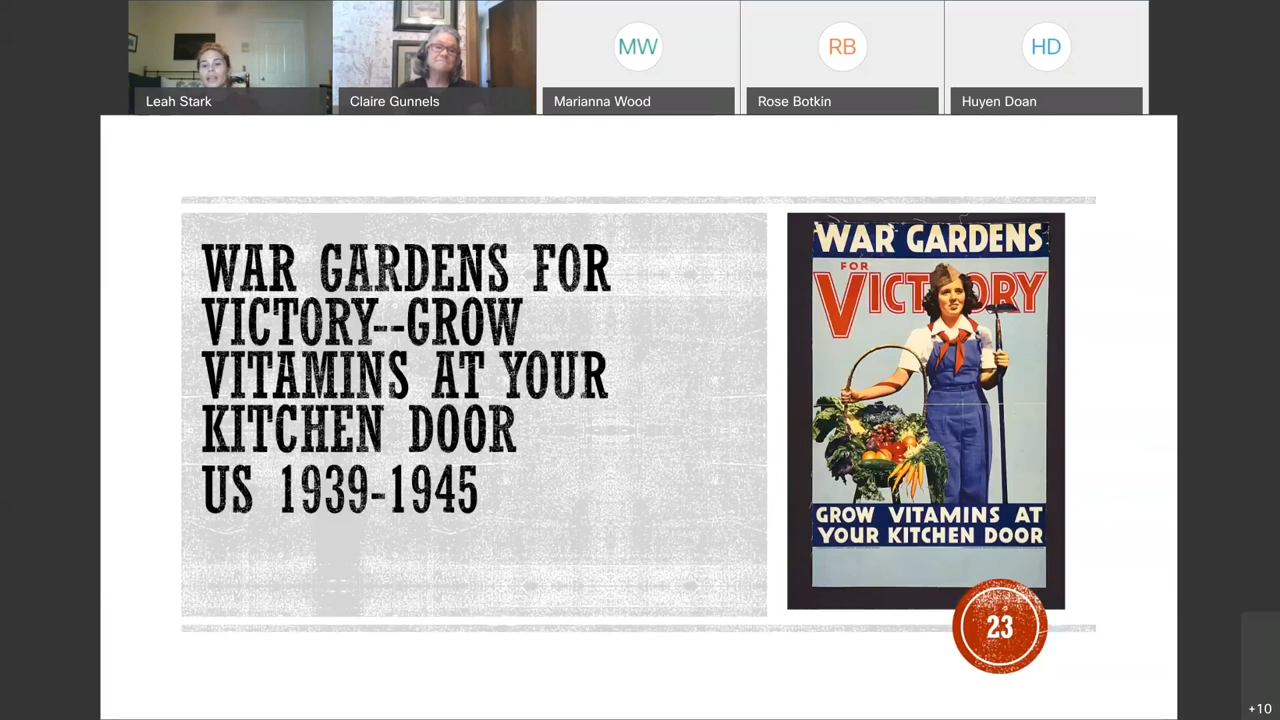 MW
RB
HD
Leah Stark
Claire Gunnels
Marianna Wood
Rose Botkin
Huyen Doan
WAR GARDENS FOR
VICTORY--GROW
VITAMINS AT YOUR
KITCHEN DOOR
US 1939-1945
WAR GARDENS
FOR
VICTORY
GROW VITAMINS AT
YOUR KITCHEN DOOR
23
+10